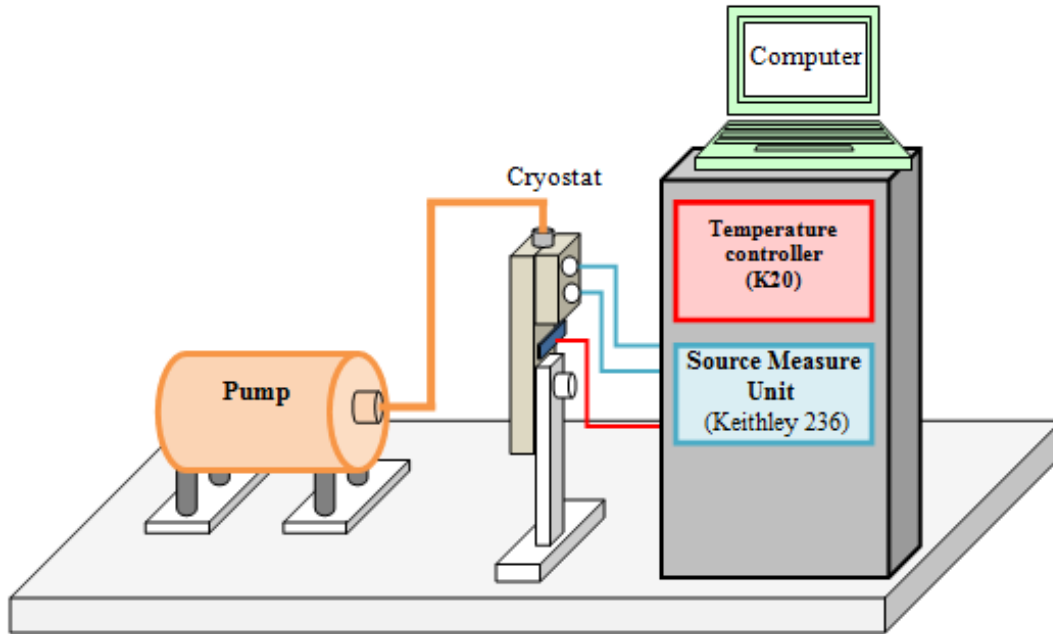 Computer
Cryostat
Temperature
controller
(K20)
Pump
Source Measure
Unit
(Keithley 236)